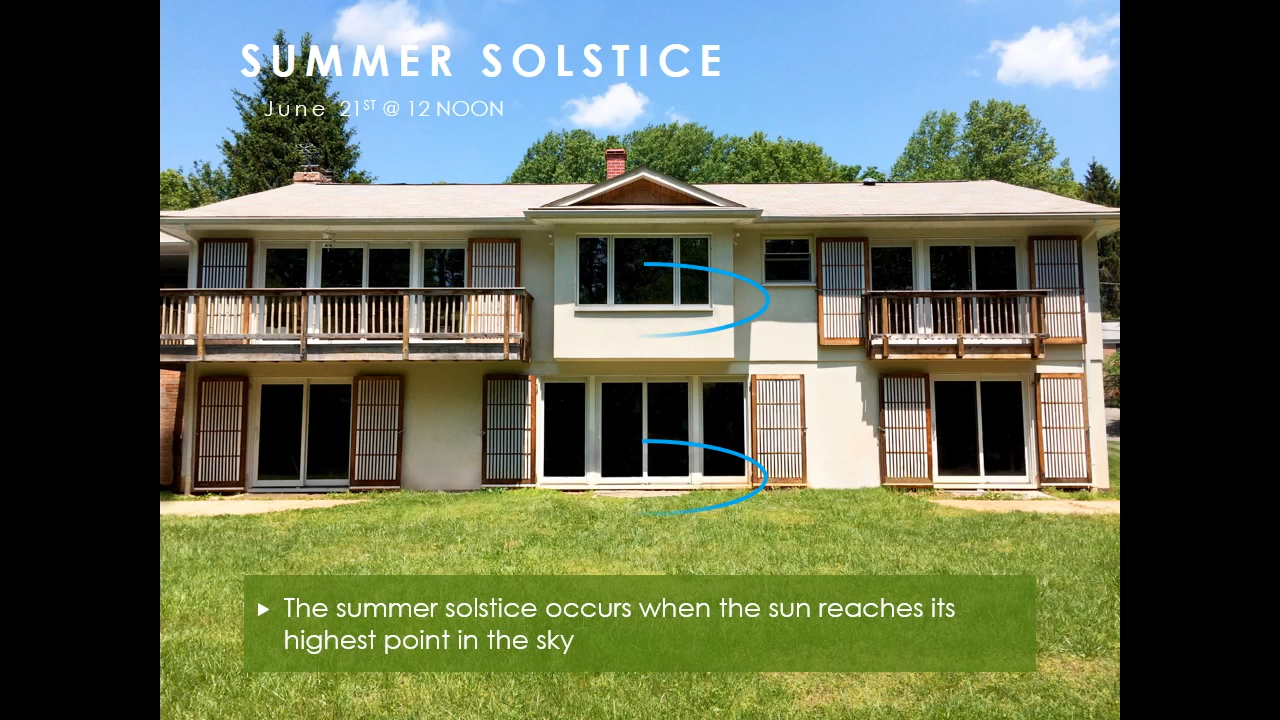 SUMMER SOLSTICE
June 21ST @ 12 NOON
The summer solstice occurs when the sun reaches its
highest point in the sky